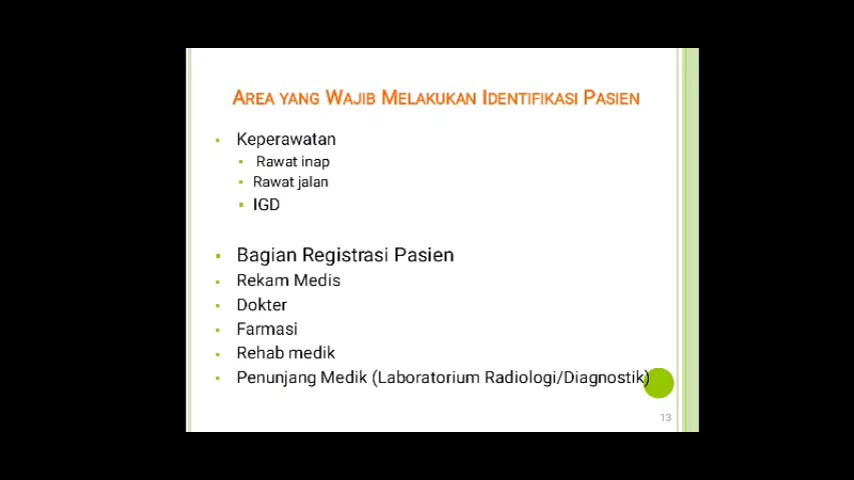 AREA YANG WAJIB MELAKUKAN IDENTIFIKASI PASIEN
Keperawatan
Rawat inap
Rawat jalan
IGD
Bagian Registrasi Pasien
Rekam Medis
Dokter
Farmasi
Rehab medik
Penunjang Medik (Laboratorium Radiologi/Diagnostik)
13